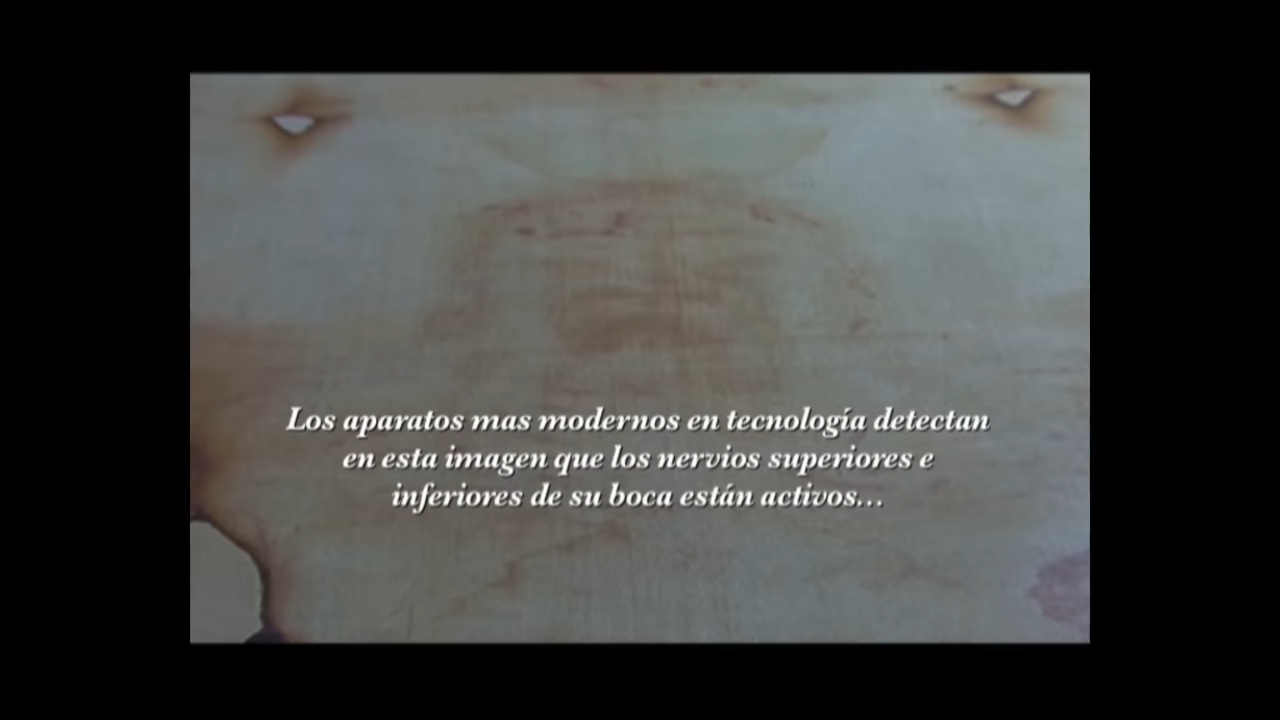 Los aparatos mas modernos en tecnología detectan
en esta imagen que los nervios superiores e
inferiores de su boca están activos...